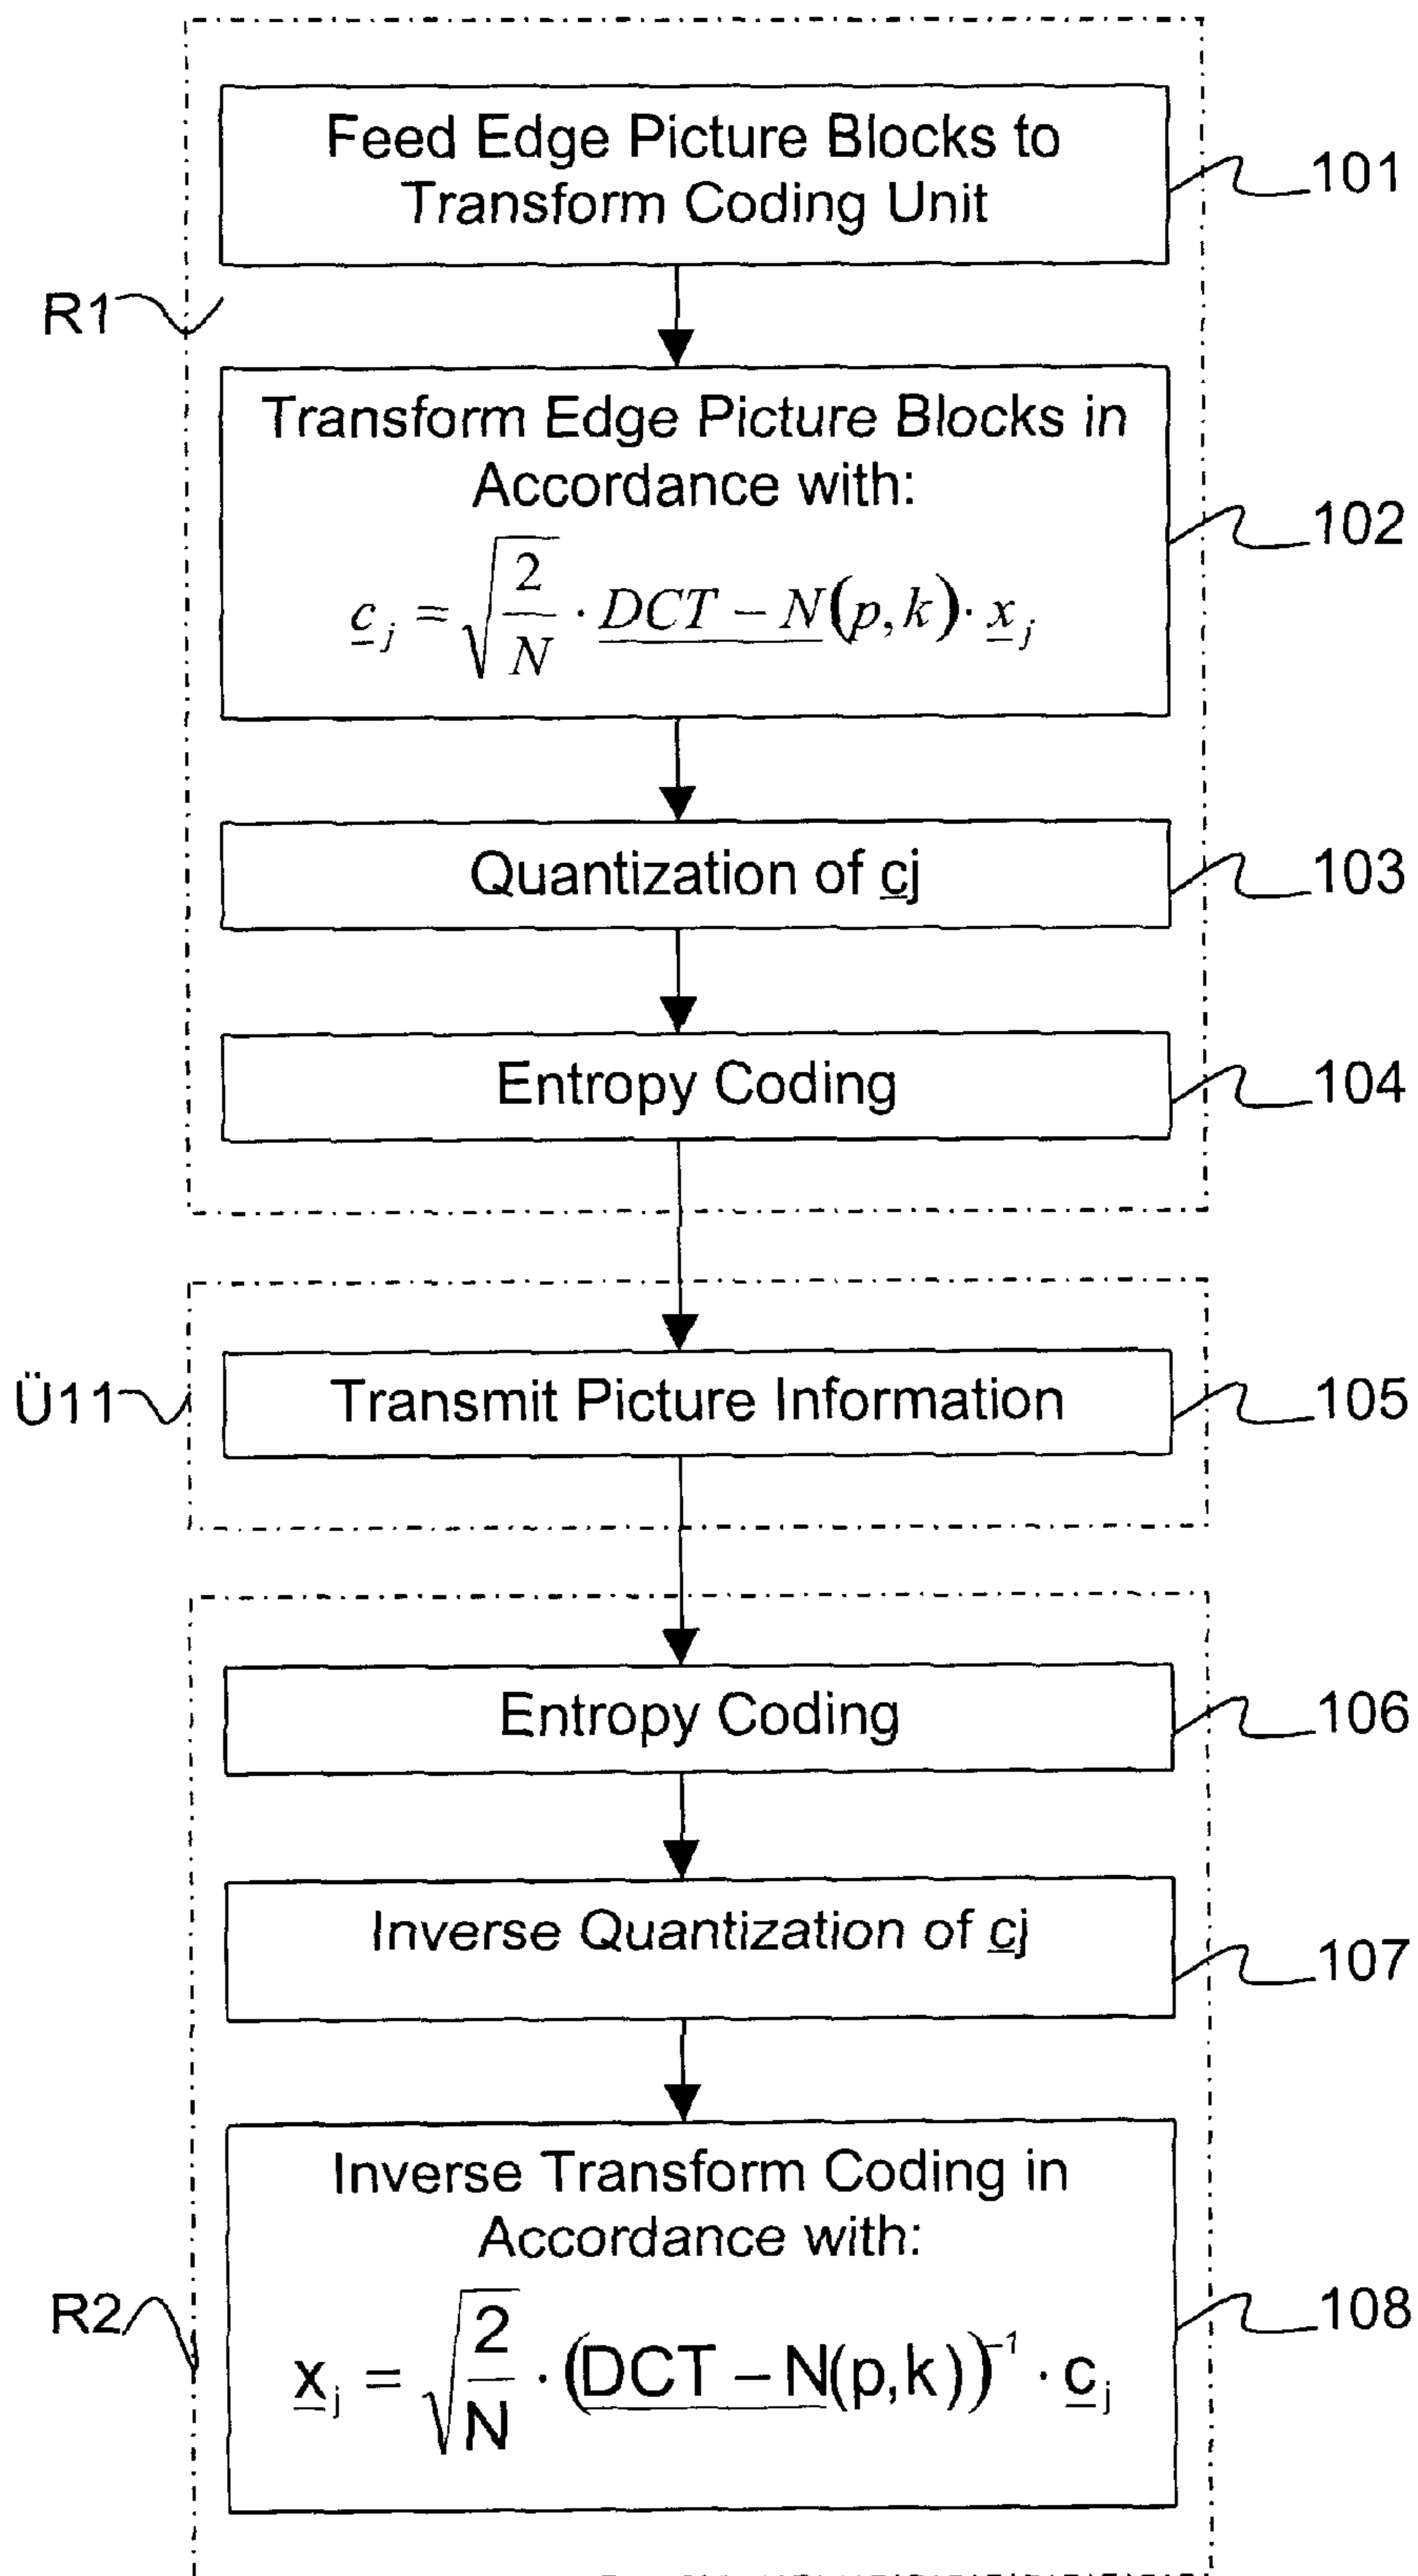 Feed Edge Picture Blocks to
Transform Coding Unit
101
R1
Transform Edge Picture Blocks in
Accordance with:
c_j = √(2/N) · DCT – N(p,k) · x_j
102
Quantization of cj
103
Entropy Coding
104
Ü11
Transmit Picture Information
105
Entropy Coding
106
Inverse Quantization of cj
107
Inverse Transform Coding in
Accordance with:
R2
x_j = √(2/N) · (DCT – N(p,k))^-1 · c_j
108